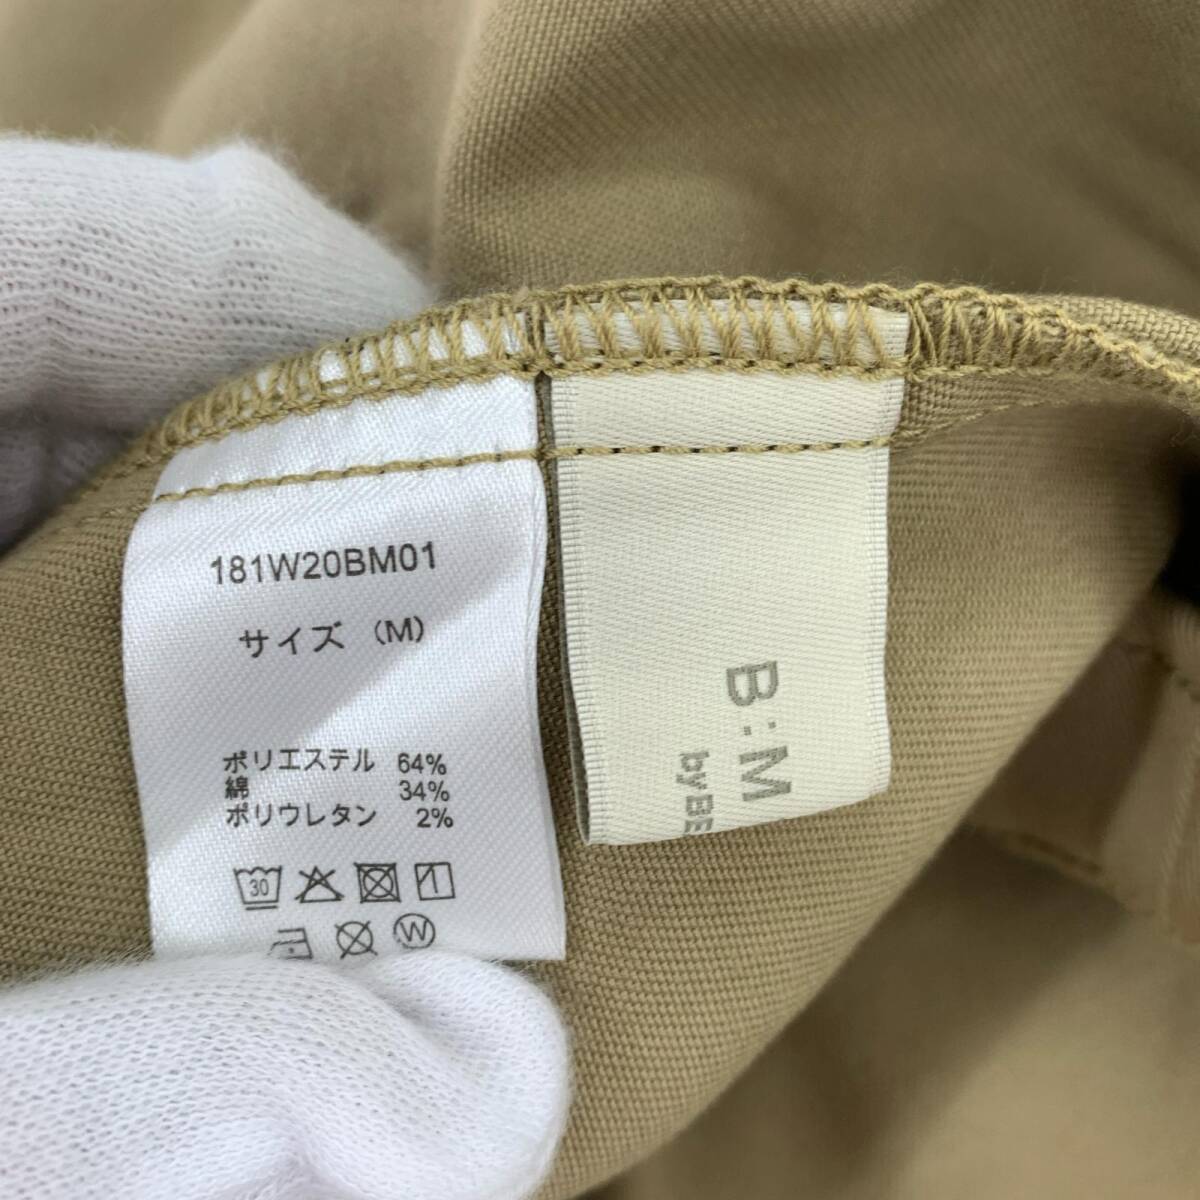 181W20BM01
サイズ (M)
ポリエステル 64%
綿 34%
ポリウレタン 2%
30
W
B:M
by BE